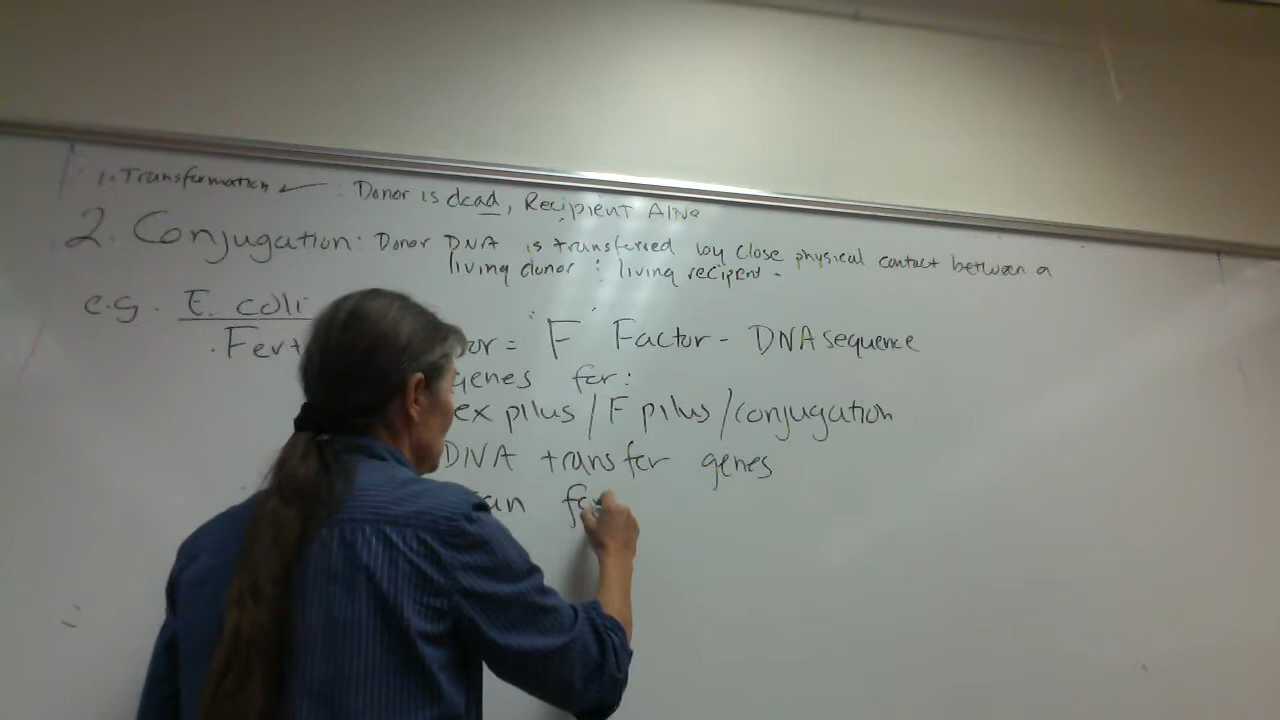 1. Transformation ✓ : Donor is dead, Recipient Alive
2. Conjugation: Donor DNA is transferred by close physical contact between a
living donor : living recipient.
e.g. E. coli
Fert or = "F" Factor - DNA sequence
genes for:
ex pilus / F pilus / conjugation
DNA transfer genes
an for